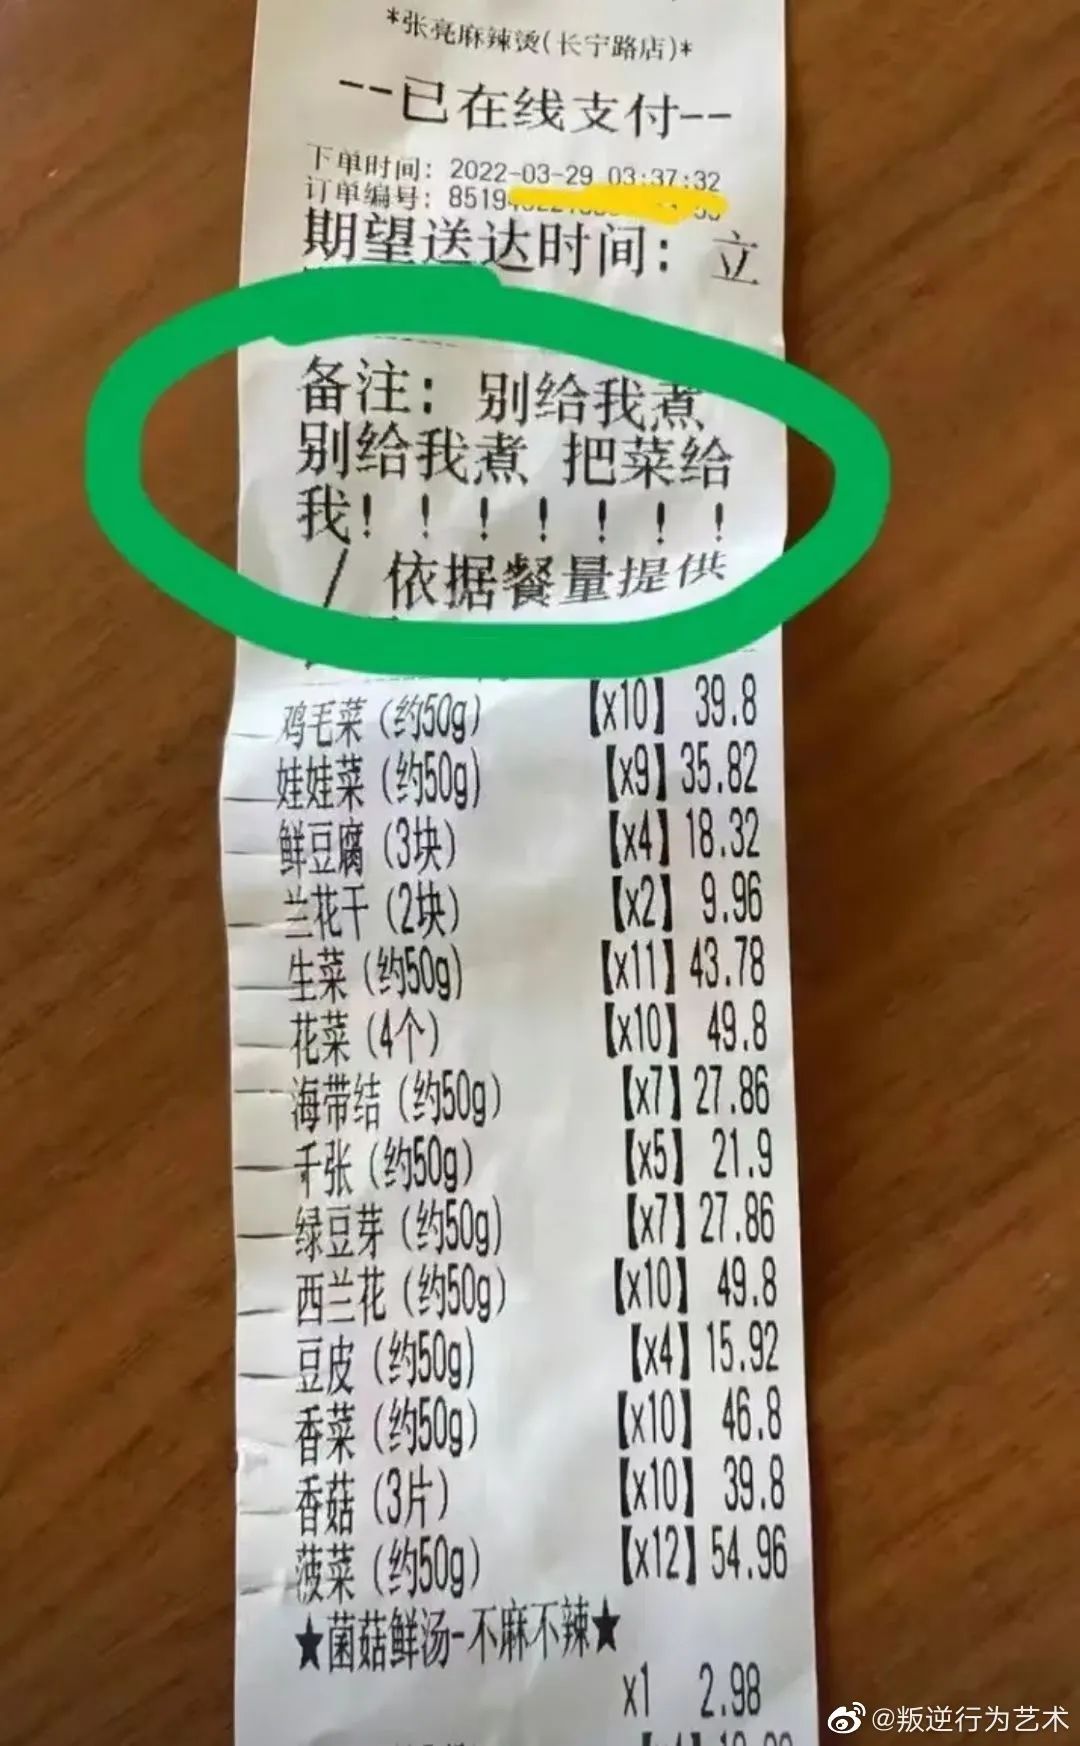 *张亮麻辣烫(长宁路店)*
--已在线支付--
下单时间: 2022-03-29 03:37:32
订单编号: 8519
期望送达时间: 立
备注: 别给我煮
别给我煮 把菜给
我！！！！！！！
/ 依据餐量提供
鸡毛菜 (约50g) 【x10】 39.8
娃娃菜 (约50g) 【x9】 35.82
鲜豆腐 (3块) 【x4】 18.32
兰花干 (2块) 【x2】 9.96
生菜 (约50g) 【x11】 43.78
花菜 (4个) 【x10】 49.8
海带结 (约50g) 【x7】 27.86
千张 (约50g) 【x5】 21.9
绿豆芽 (约50g) 【x7】 27.86
西兰花 (约50g) 【x10】 49.8
豆皮 (约50g) 【x4】 15.92
香菜 (约50g) 【x10】 46.8
香菇 (3片) 【x10】 39.8
菠菜 (约50g) 【x12】 54.96
★菌菇鲜汤-不麻不辣★
x1 2.98
@叛逆行为艺术